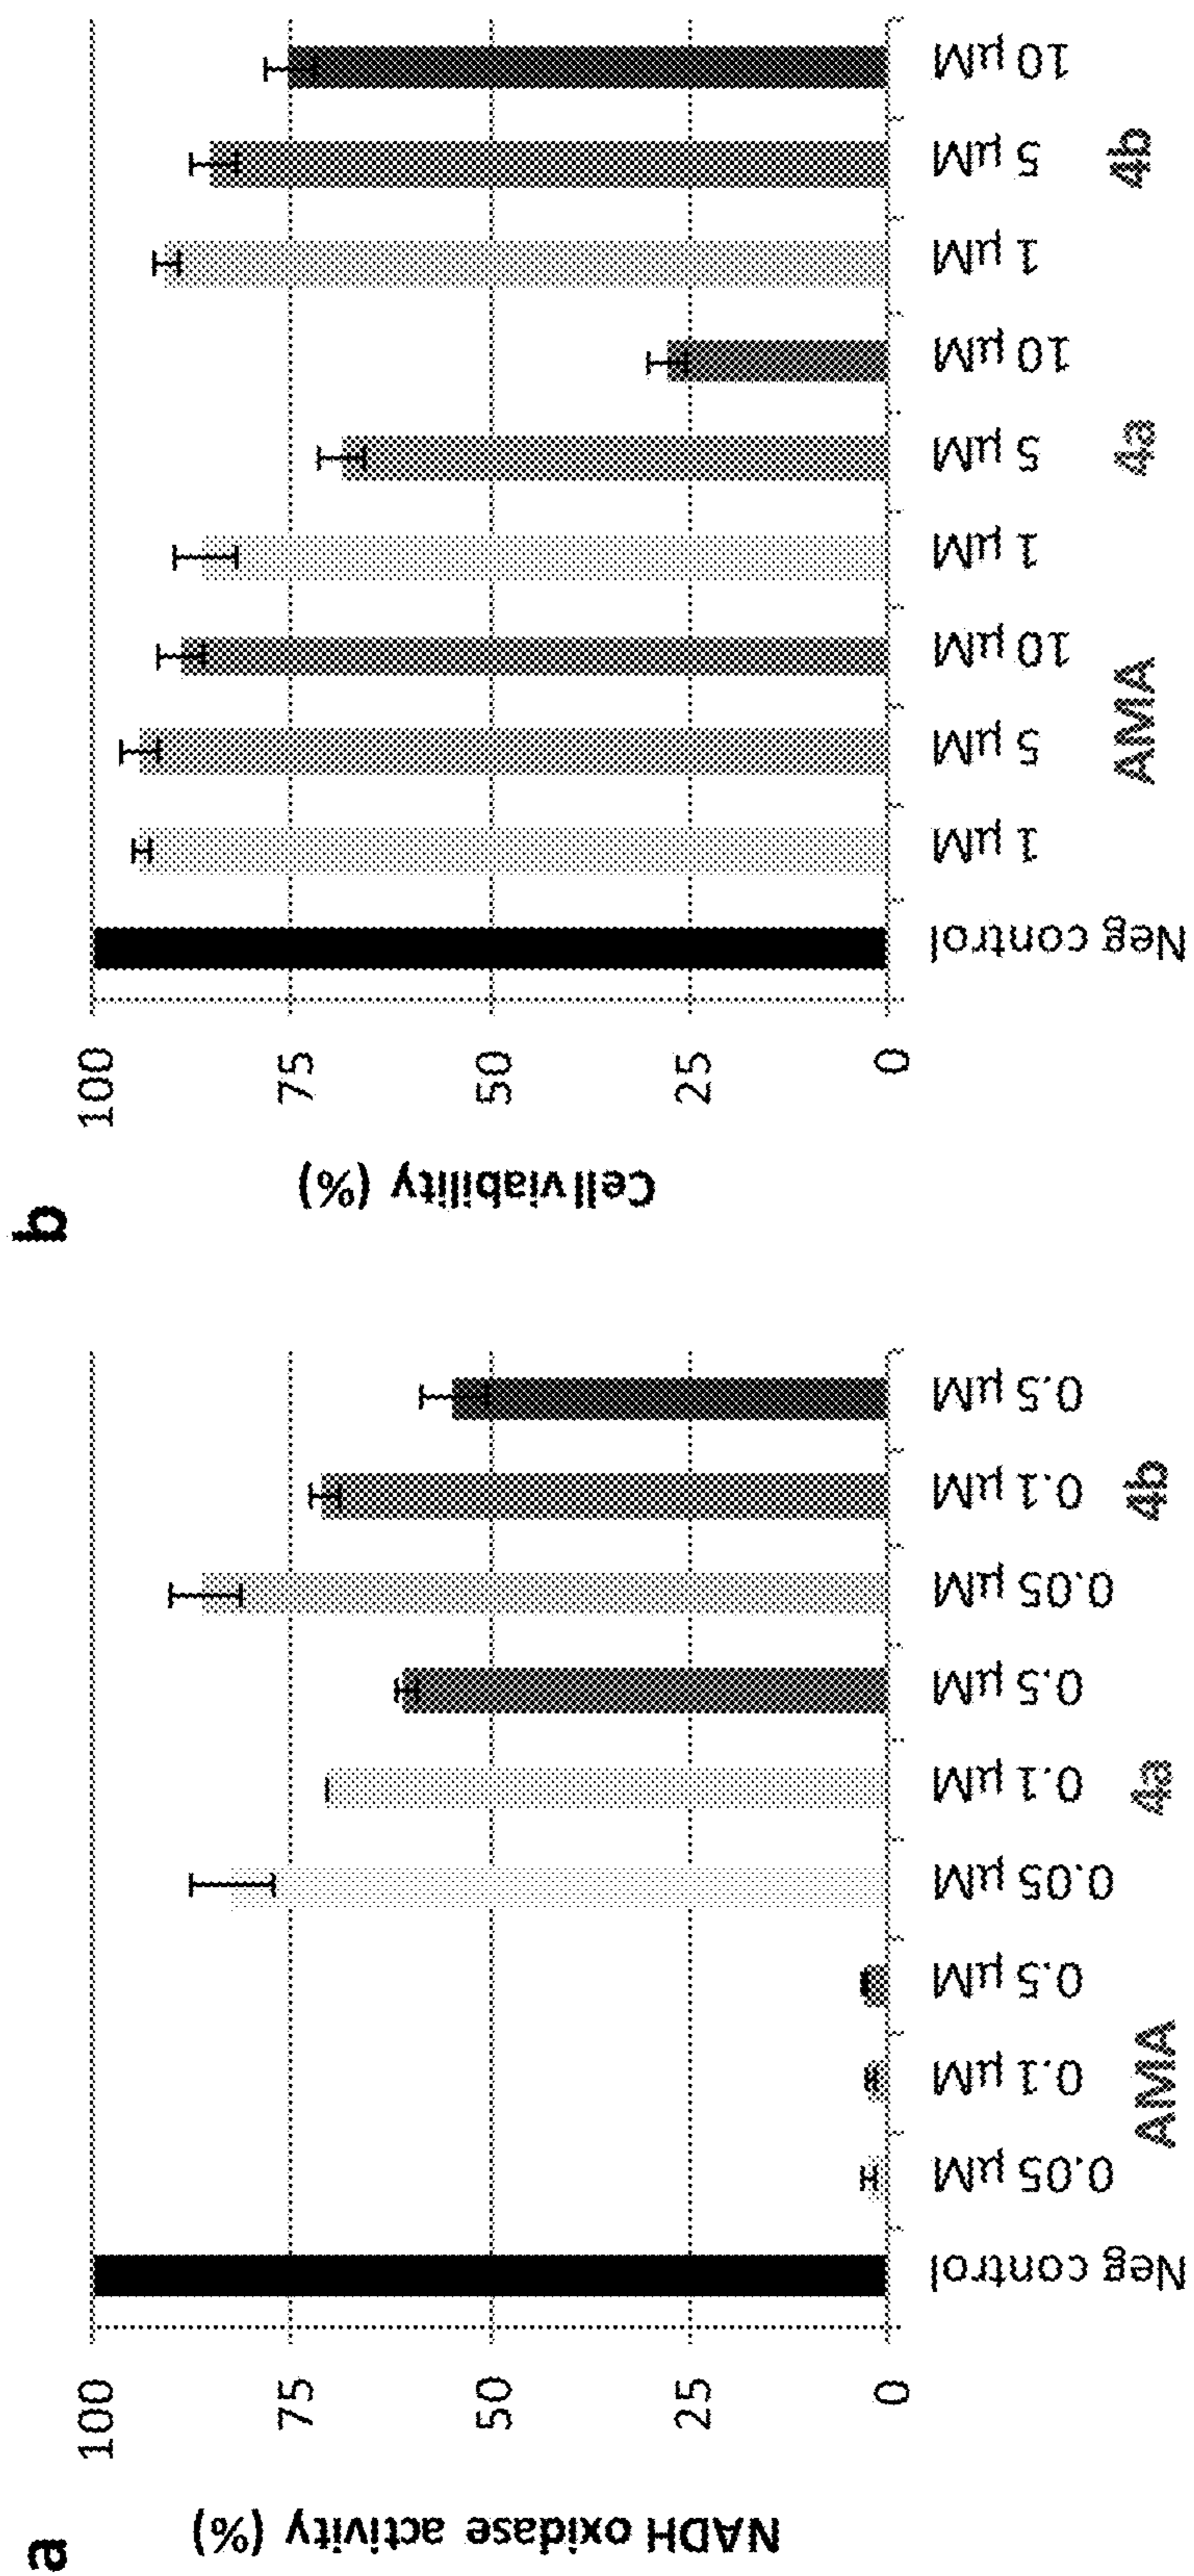 a
NADH oxidase activity (%)
100
75
50
25
0
Neg control
0.05 µM
0.1 µM
0.5 µM
0.05 µM
0.1 µM
0.5 µM
0.05 µM
0.1 µM
0.5 µM
AMA
4a
4b
b
Cell viability (%)
100
75
50
25
0
Neg control
1 µM
5 µM
10 µM
1 µM
5 µM
10 µM
1 µM
5 µM
10 µM
AMA
4a
4b